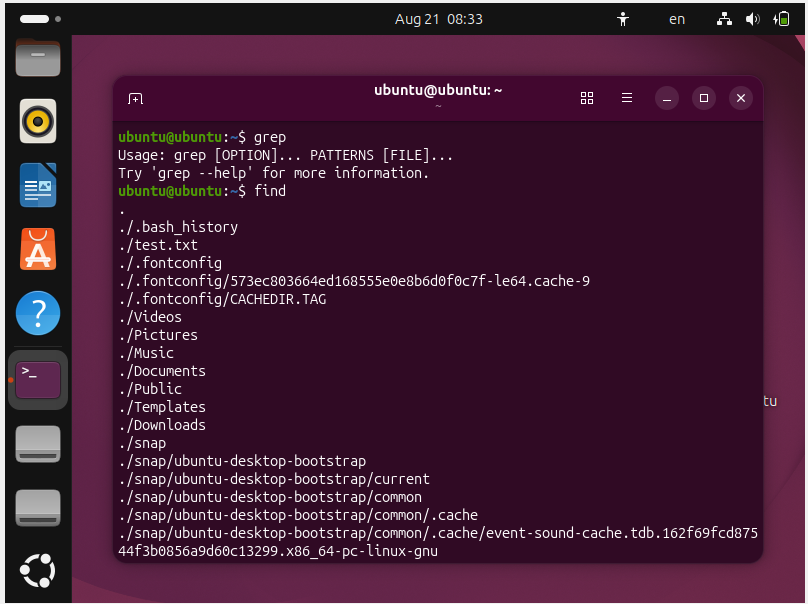 Aug 21 08:33
en
ubuntu@ubuntu: ~
~
ubuntu@ubuntu:~$ grep
Usage: grep [OPTION]... PATTERNS [FILE]...
Try 'grep --help' for more information.
ubuntu@ubuntu:~$ find
.
./.bash_history
./test.txt
./.fontconfig
./.fontconfig/573ec803664ed168555e0e8b6d0f0c7f-le64.cache-9
./.fontconfig/CACHEDIR.TAG
./Videos
./Pictures
./Music
./Documents
./Public
./Templates
./Downloads
./snap
./snap/ubuntu-desktop-bootstrap
./snap/ubuntu-desktop-bootstrap/current
./snap/ubuntu-desktop-bootstrap/common
./snap/ubuntu-desktop-bootstrap/common/.cache
./snap/ubuntu-desktop-bootstrap/common/.cache/event-sound-cache.tdb.162f69fcd875
44f3b0856a9d60c13299.x86_64-pc-linux-gnu
tu